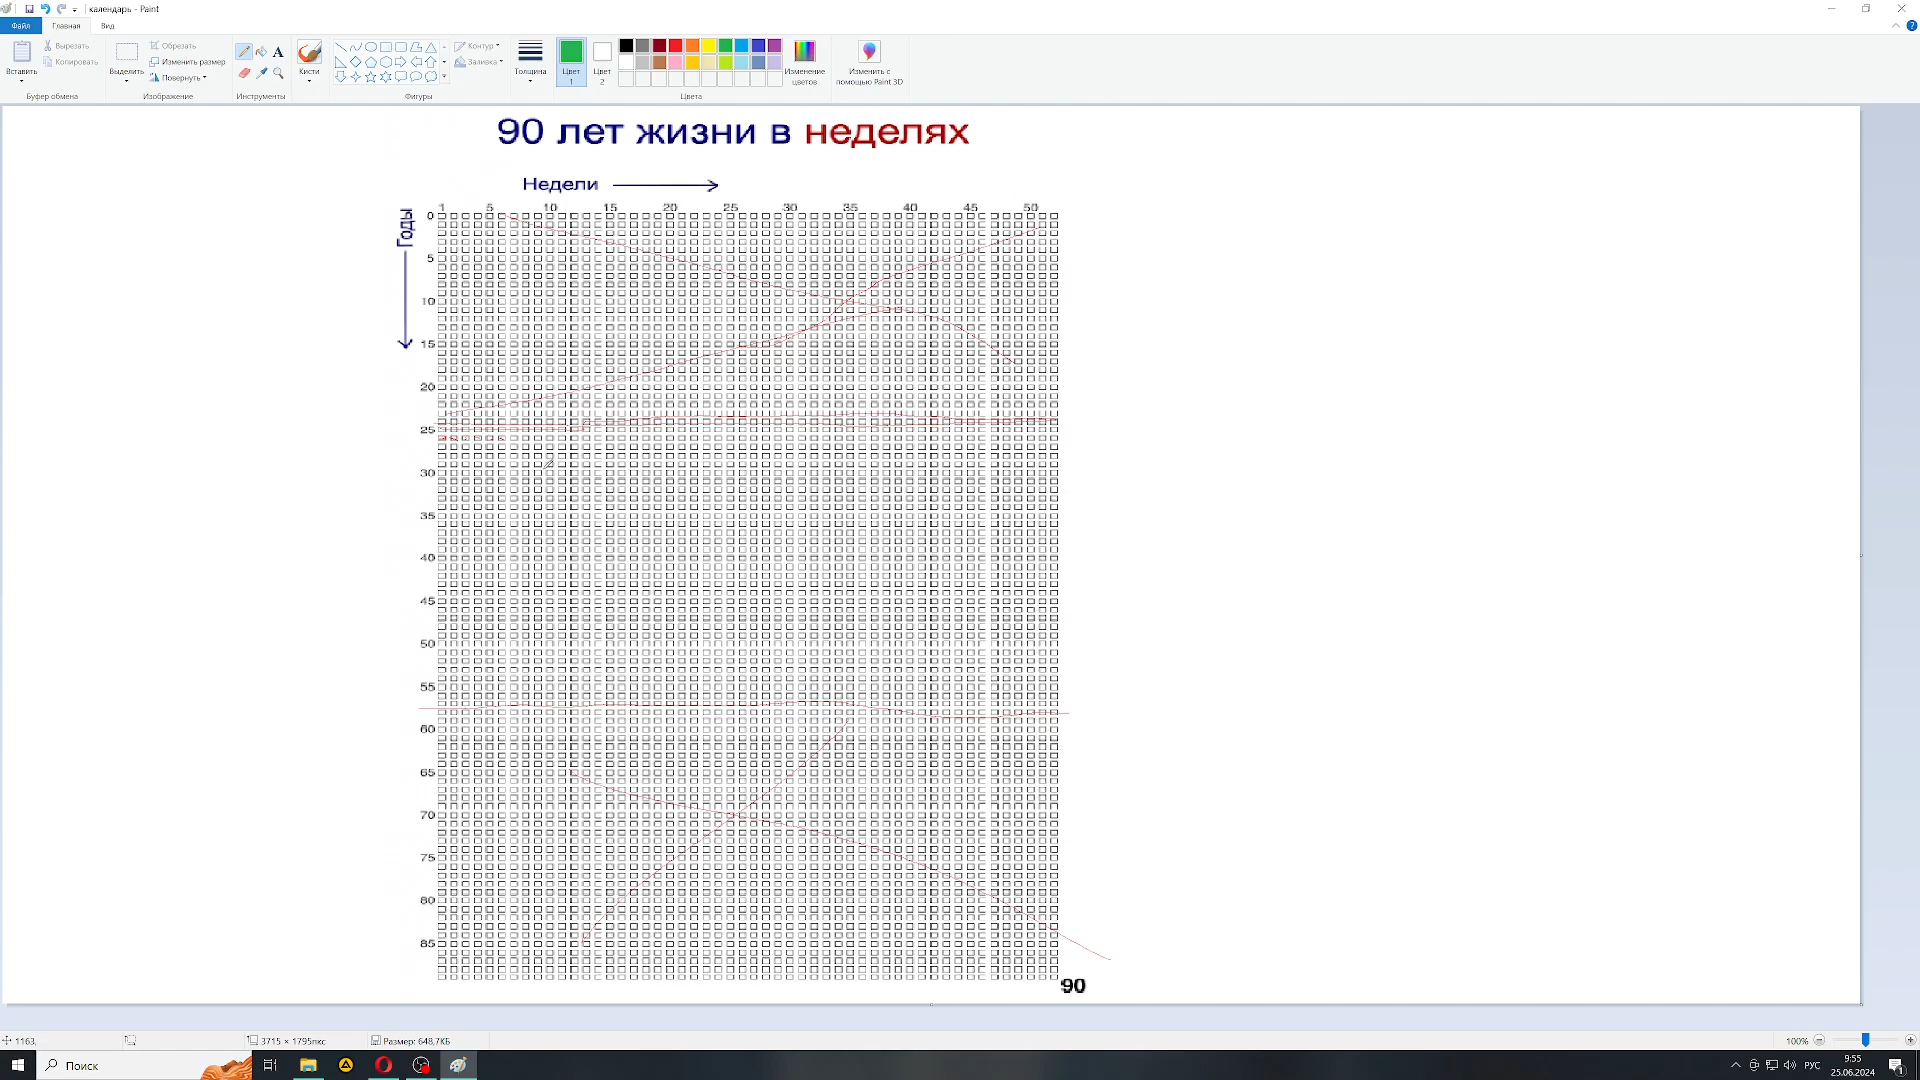 календарь - Paint
Файл Главная Вид
Вставить
Вырезать
Копировать
Буфер обмена
Выделить
Обрезать
Изменить размер
Повернуть
Изображение
A
Инструменты
Кисти
Контур
Заливка
Фигуры
Толщина
Цвет 1
Цвет 2
Изменение цветов
Цвета
Изменить с помощью Paint 3D
90 лет жизни в неделях
Недели
Годы
1 5 10 15 20 25 30 35 40 45 50
0
5
10
15
20
25
30
35
40
45
50
55
60
65
70
75
80
85
90
1163, 3715 × 1795пкс Размер: 648,7КБ 100%
Поиск РУС 9:55
25.06.2024